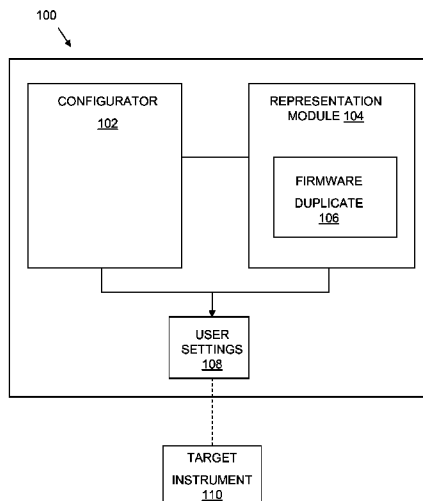 100
CONFIGURATOR
102
REPRESENTATION
MODULE 104
FIRMWARE
DUPLICATE
106
USER
SETTINGS
108
TARGET
INSTRUMENT
110